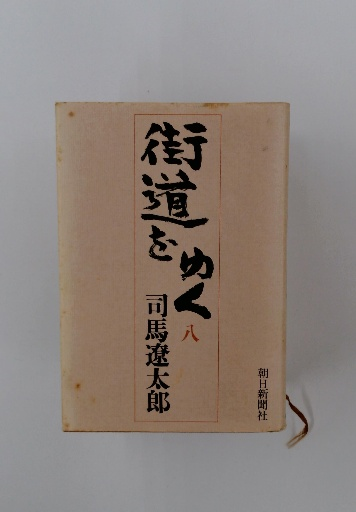 街道をゆく
八
司馬遼太郎
朝日新聞社